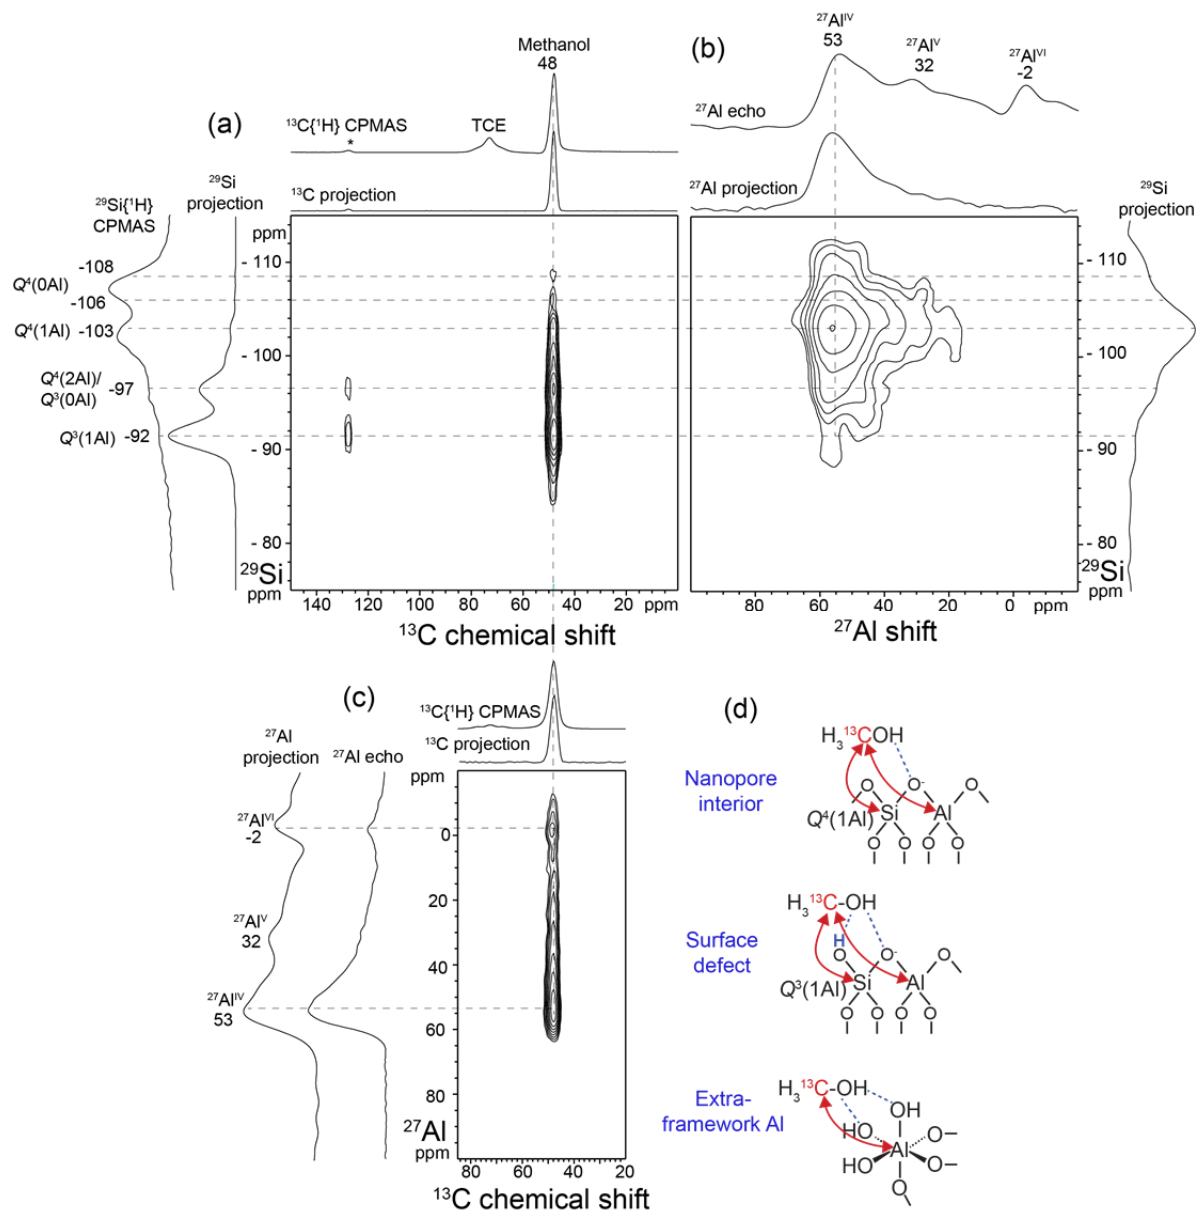 Methanol
48
(a)
¹³C{¹H} CPMAS
*
TCE
¹³C projection
²⁹Si{¹H}
CPMAS
²⁹Si
projection
-108
Q⁴(0Al)
-106
Q⁴(1Al) -103
Q⁴(2Al)/
Q³(0Al)
-97
Q³(1Al) -92
ppm
- 110
- 100
- 90
- 80
²⁹Si
ppm
140 120 100 80 60 40 20 ppm
¹³C chemical shift
(b)
²⁷Alᴵⱽ
53
²⁷Alⱽ
32
²⁷Alⱽᴵ
-2
²⁷Al echo
²⁷Al projection
²⁹Si
projection
- 110
- 100
- 90
- 80
²⁹Si
ppm
80 60 40 20 0 ppm
²⁷Al shift
(c)
¹³C{¹H} CPMAS
¹³C projection
²⁷Al
projection
²⁷Al echo
²⁷Alⱽᴵ
-2
²⁷Alⱽ
32
²⁷Alᴵⱽ
53
ppm
0
20
40
60
80
²⁷Al
ppm
80 60 40 20
¹³C chemical shift
(d)
Nanopore
interior
H₃¹³COH
O O⁻ O
Q⁴(1Al) Si Al
O O O O
Surface
defect
H₃¹³C-OH
H
O O⁻ O
Q³(1Al) Si Al
O O O O
Extra-
framework Al
H₃¹³C-OH
OH
HO O
Al
HO O
O